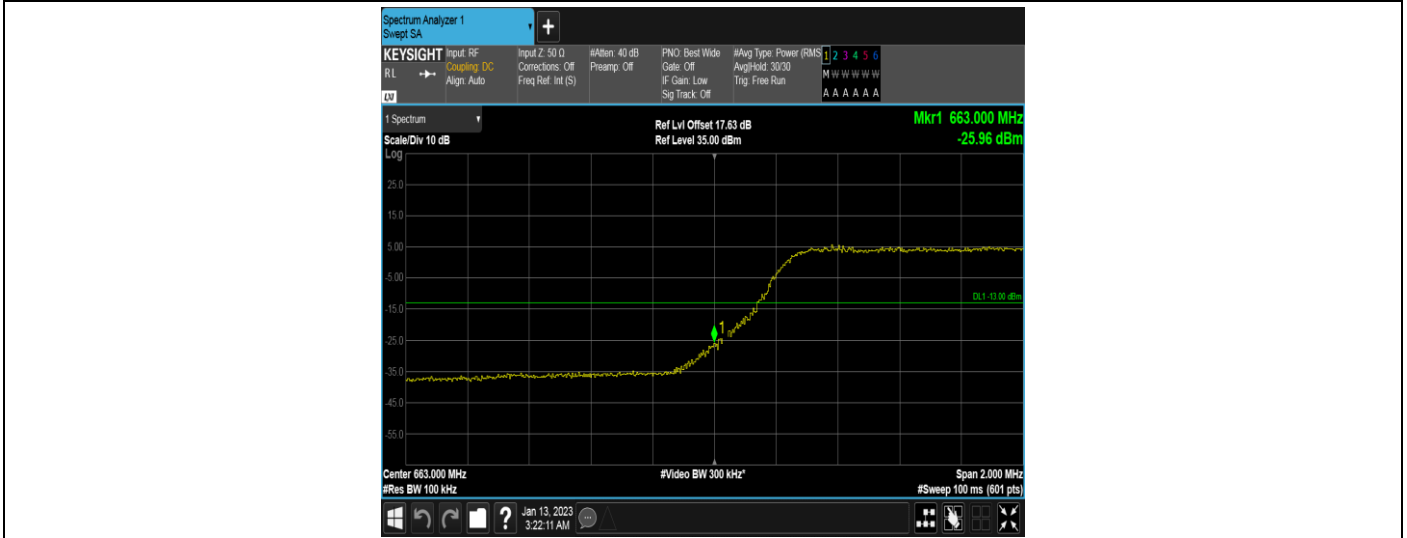 Spectrum Analyzer 1
Swept SA
+
KEYSIGHT Input: RF Input Z: 50 Ω #Atten: 40 dB PNO: Best Wide #Avg Type: Power (RMS 1 2 3 4 5 6
RL Coupling: DC Corrections: Off Preamp: Off Gate: Off Avg|Hold: 30/30 M W W W W W
Align: Auto Freq Ref: Int (S) IF Gain: Low Trig: Free Run
LXI Sig Track: Off A A A A A A
1 Spectrum Ref Lvl Offset 17.63 dB Mkr1 663.000 MHz
Scale/Div 10 dB Ref Level 35.00 dBm -25.96 dBm
Log
25.0
15.0
5.00
-5.00
DL1 -13.00 dBm
-15.0
1
-25.0
-35.0
-45.0
-55.0
Center 663.000 MHz #Video BW 300 kHz* Span 2.000 MHz
#Res BW 100 kHz #Sweep 100 ms (601 pts)
? Jan 13, 2023
3:22:11 AM